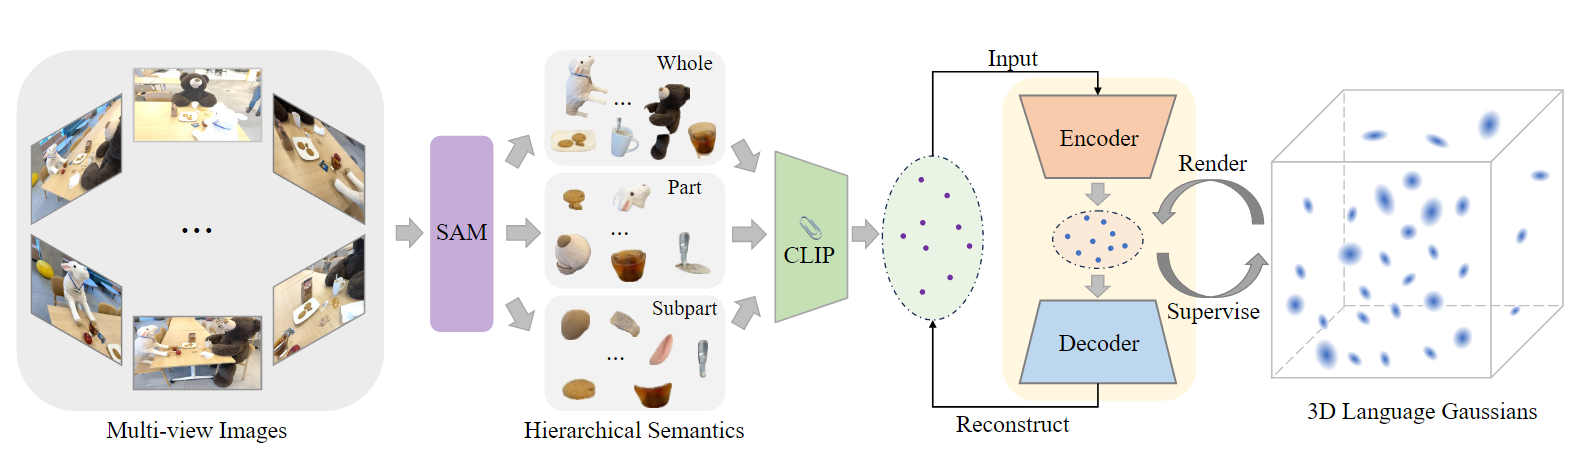 Multi-view Images
SAM
Whole
...
Part
...
Subpart
...
Hierarchical Semantics
CLIP
Input
Encoder
Decoder
Reconstruct
Render
Supervise
3D Language Gaussians